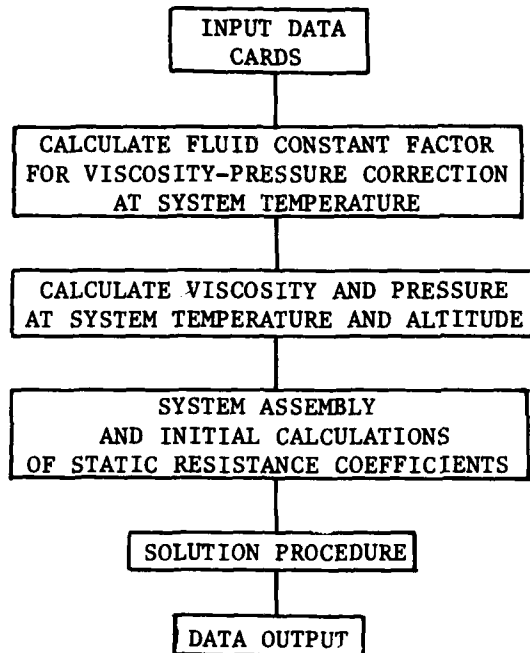 INPUT DATA
CARDS
CALCULATE FLUID CONSTANT FACTOR
FOR VISCOSITY-PRESSURE CORRECTION
AT SYSTEM TEMPERATURE
CALCULATE VISCOSITY AND PRESSURE
AT SYSTEM TEMPERATURE AND ALTITUDE
SYSTEM ASSEMBLY
AND INITIAL CALCULATIONS
OF STATIC RESISTANCE COEFFICIENTS
SOLUTION PROCEDURE
DATA OUTPUT